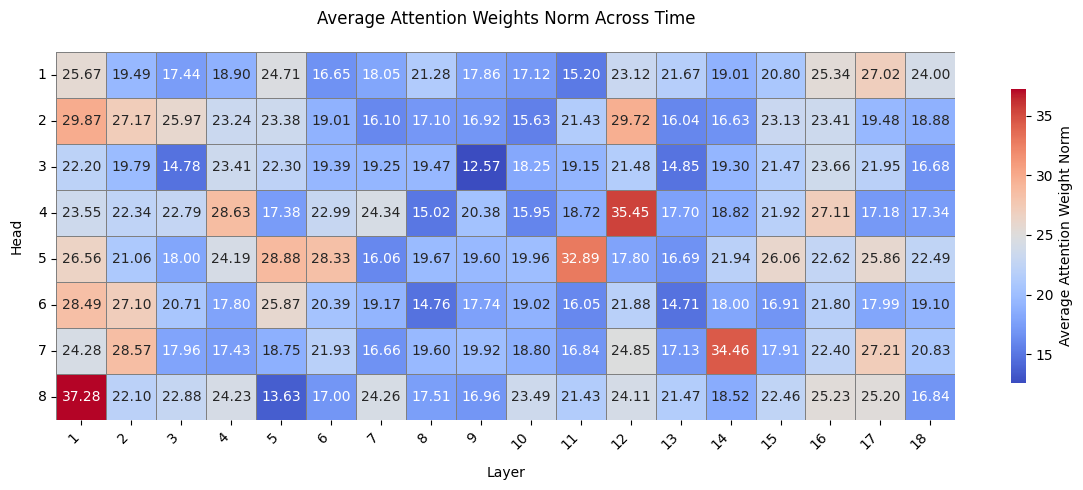 Average Attention Weights Norm Across Time
1 25.67 19.49 17.44 18.90 24.71 16.65 18.05 21.28 17.86 17.12 15.20 23.12 21.67 19.01 20.80 25.34 27.02 24.00
2 29.87 27.17 25.97 23.24 23.38 19.01 16.10 17.10 16.92 15.63 21.43 29.72 16.04 16.63 23.13 23.41 19.48 18.88
3 22.20 19.79 14.78 23.41 22.30 19.39 19.25 19.47 12.57 18.25 19.15 21.48 14.85 19.30 21.47 23.66 21.95 16.68
4 23.55 22.34 22.79 28.63 17.38 22.99 24.34 15.02 20.38 15.95 18.72 35.45 17.70 18.82 21.92 27.11 17.18 17.34
5 26.56 21.06 18.00 24.19 28.88 28.33 16.06 19.67 19.60 19.96 32.89 17.80 16.69 21.94 26.06 22.62 25.86 22.49
6 28.49 27.10 20.71 17.80 25.87 20.39 19.17 14.76 17.74 19.02 16.05 21.88 14.71 18.00 16.91 21.80 17.99 19.10
7 24.28 28.57 17.96 17.43 18.75 21.93 16.66 19.60 19.92 18.80 16.84 24.85 17.13 34.46 17.91 22.40 27.21 20.83
8 37.28 22.10 22.88 24.23 13.63 17.00 24.26 17.51 16.96 23.49 21.43 24.11 21.47 18.52 22.46 25.23 25.20 16.84
Head
1 2 3 4 5 6 7 8 9 10 11 12 13 14 15 16 17 18
Layer
35
30
25
20
15
Average Attention Weight Norm